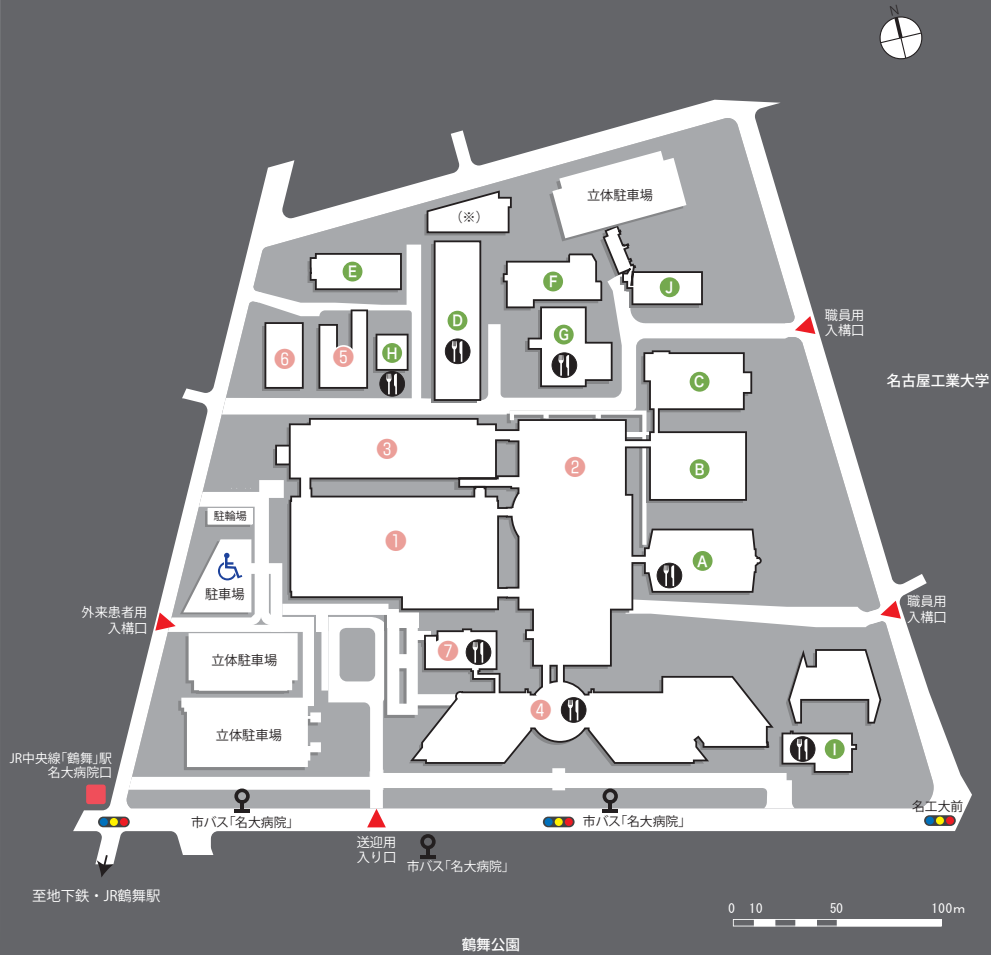 N
立体駐車場
（※）
E
F
J
D
職員用
入構口
G
6
5
H
C
名古屋工業大学
3
2
B
駐輪場
1
A
駐車場
外来患者用
入構口
職員用
入構口
7
立体駐車場
4
立体駐車場
I
JR中央線「鶴舞」駅
名大病院口
名工大前
市バス「名大病院」
市バス「名大病院」
送迎用
入り口
市バス「名大病院」
至地下鉄・JR鶴舞駅
0 10 50 100m
鶴舞公園